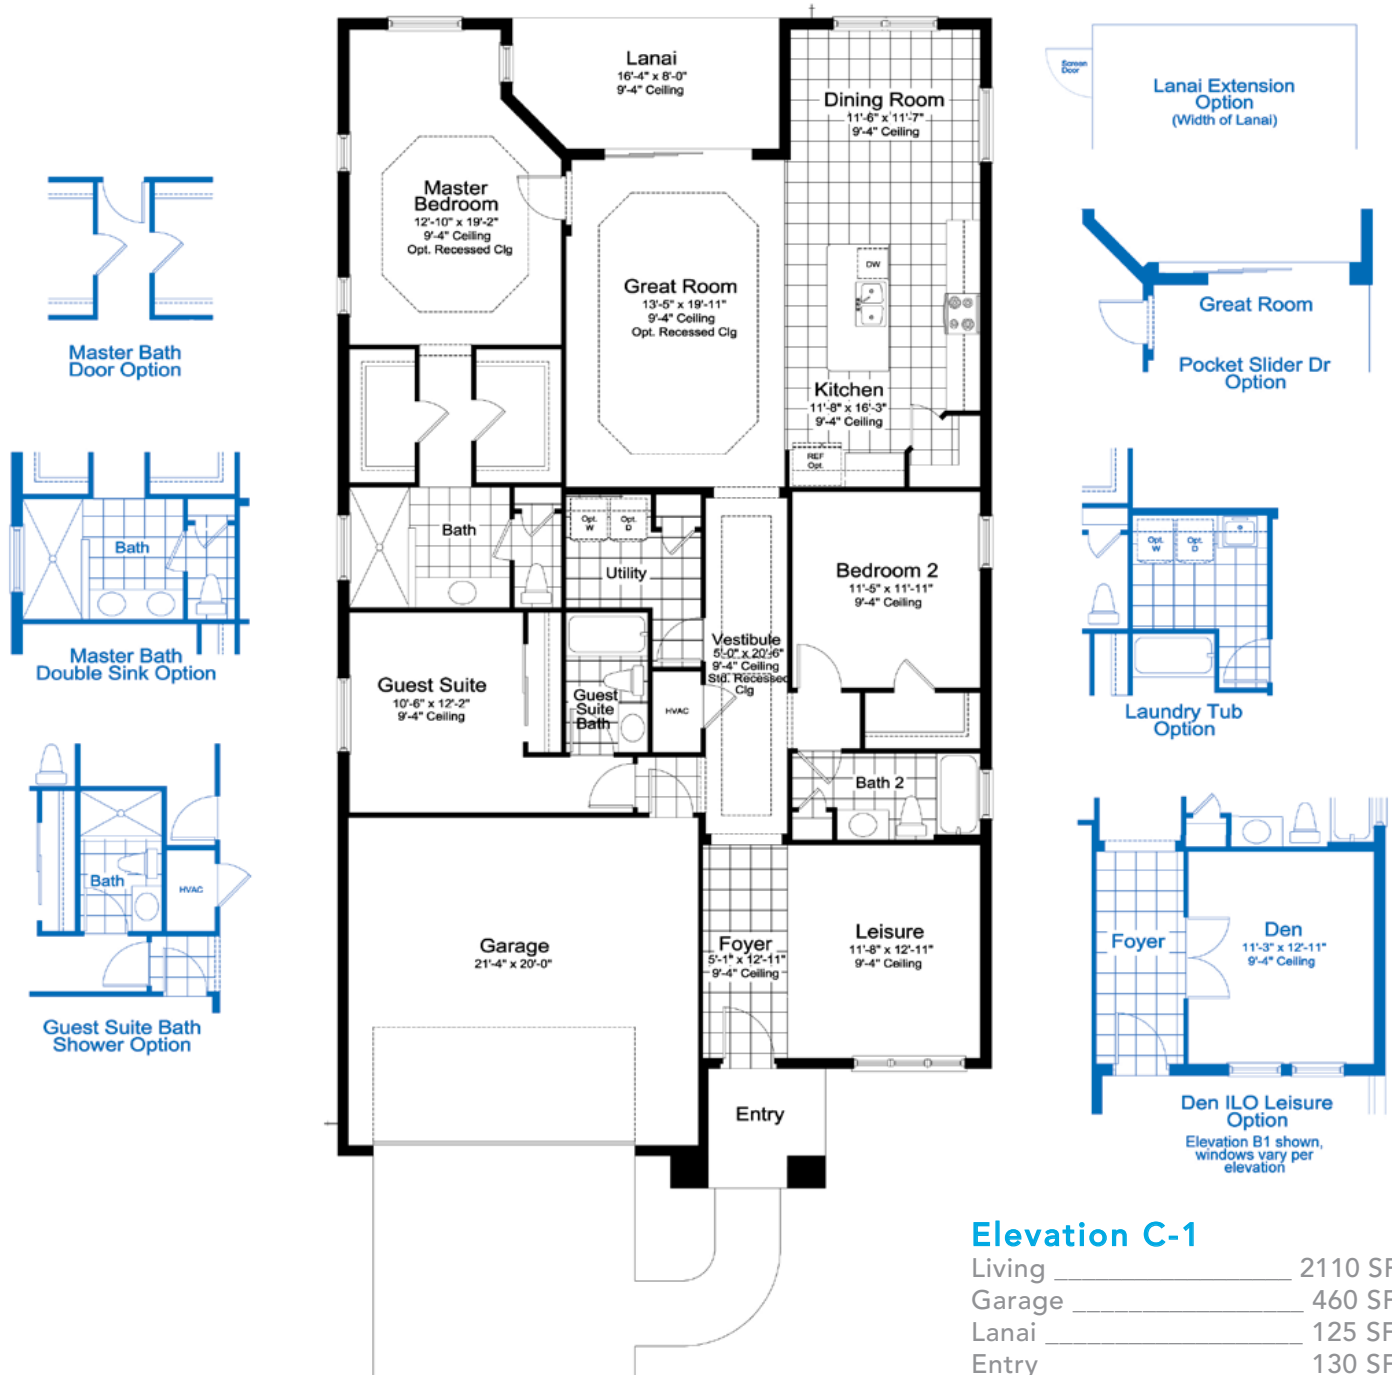 Lanai
16'-4" x 8'-0"
9'-4" Ceiling
Dining Room
11'-6" x 11'-7"
9'-4" Ceiling
Screen
Door
Lanai Extension
Option
(Width of Lanai)
Master
Bedroom
12'-10" x 19'-2"
9'-4" Ceiling
Opt. Recessed Clg
Great Room
13'-5" x 19'-11"
9'-4" Ceiling
Opt. Recessed Clg
DW
Great Room
Pocket Slider Dr
Option
Master Bath
Door Option
Kitchen
11'-8" x 16'-3"
9'-4" Ceiling
REF
Opt.
Bath
Master Bath
Double Sink Option
Bath
Opt.
W
Opt.
D
Utility
Bedroom 2
11'-5" x 11'-11"
9'-4" Ceiling
Opt.
W
Opt.
D
Laundry Tub
Option
Vestibule
5'-0" x 20'-6"
9'-4" Ceiling
Std. Recessed
Clg
Guest Suite
10'-6" x 12'-2"
9'-4" Ceiling
Guest
Suite
Bath
HVAC
Bath 2
Bath
HVAC
Guest Suite Bath
Shower Option
Garage
21'-4" x 20'-0"
Foyer
5'-1" x 12'-11"
9'-4" Ceiling
Leisure
11'-8" x 12'-11"
9'-4" Ceiling
Foyer
Den
11'-3" x 12'-11"
9'-4" Ceiling
Den ILO Leisure
Option
Elevation B1 shown,
windows vary per
elevation
Entry
Elevation C-1
Living _________________ 2110 SF
Garage _________________ 460 SF
Lanai ___________________ 125 SF
Entry 130 SF